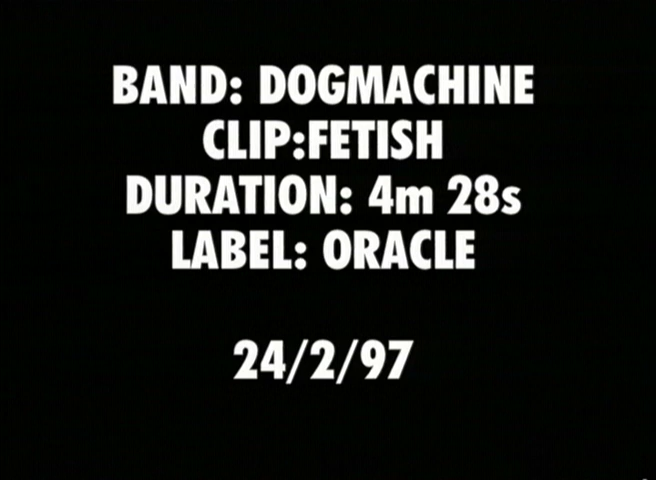 BAND: DOGMACHINE
CLIP:FETISH
DURATION: 4m 28s
LABEL: ORACLE
24/2/97